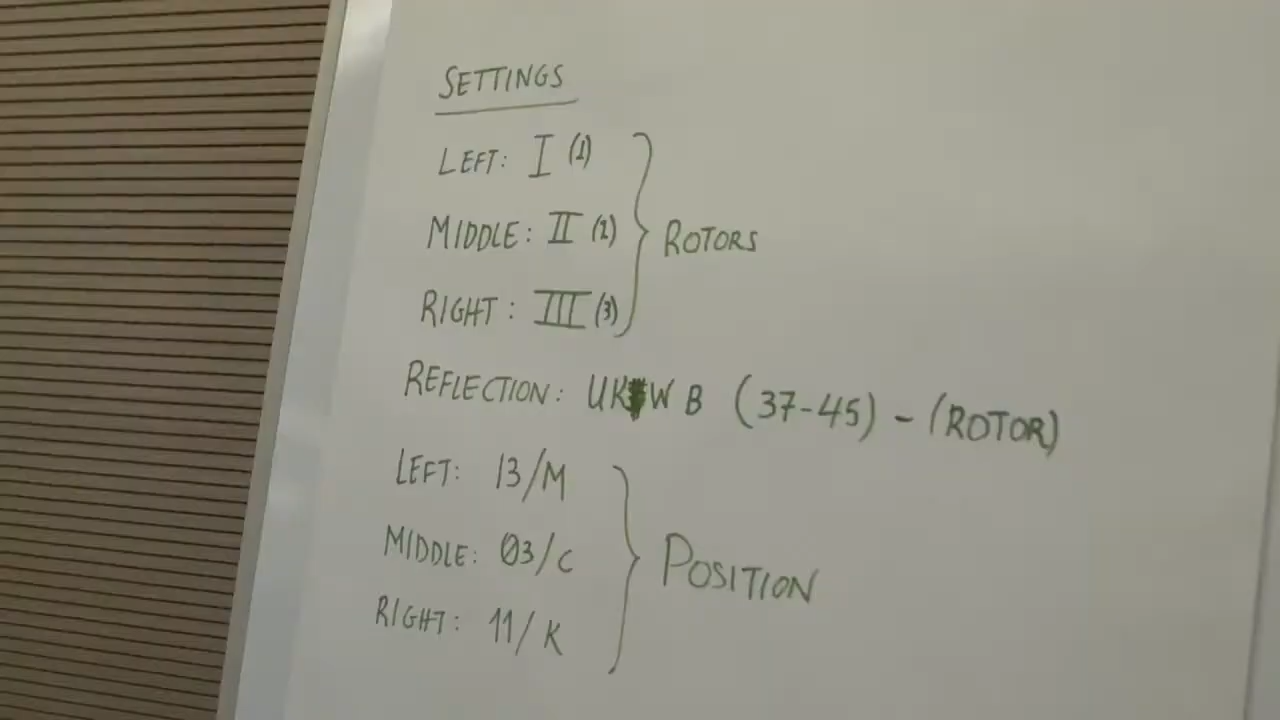 SETTINGS
LEFT: I (1)
MIDDLE: II (2)
RIGHT: III (3)
ROTORS
REFLECTION: UKW B (37-45) - (ROTOR)
LEFT: 13/M
MIDDLE: 03/C
RIGHT: 11/K
POSITION